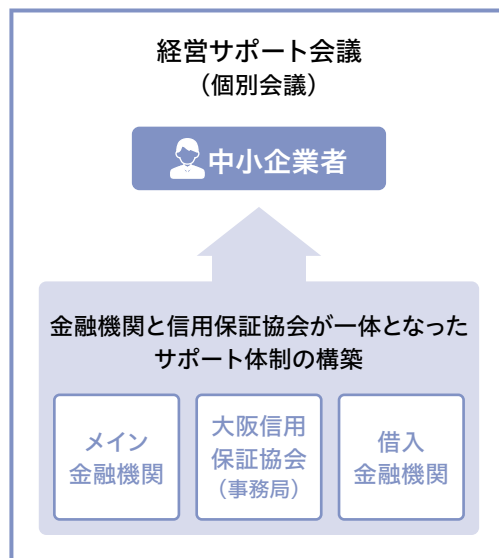 経営サポート会議
（個別会議）
中小企業者
金融機関と信用保証協会が一体となった
サポート体制の構築
メイン
金融機関
大阪信用
保証協会
（事務局）
借入
金融機関